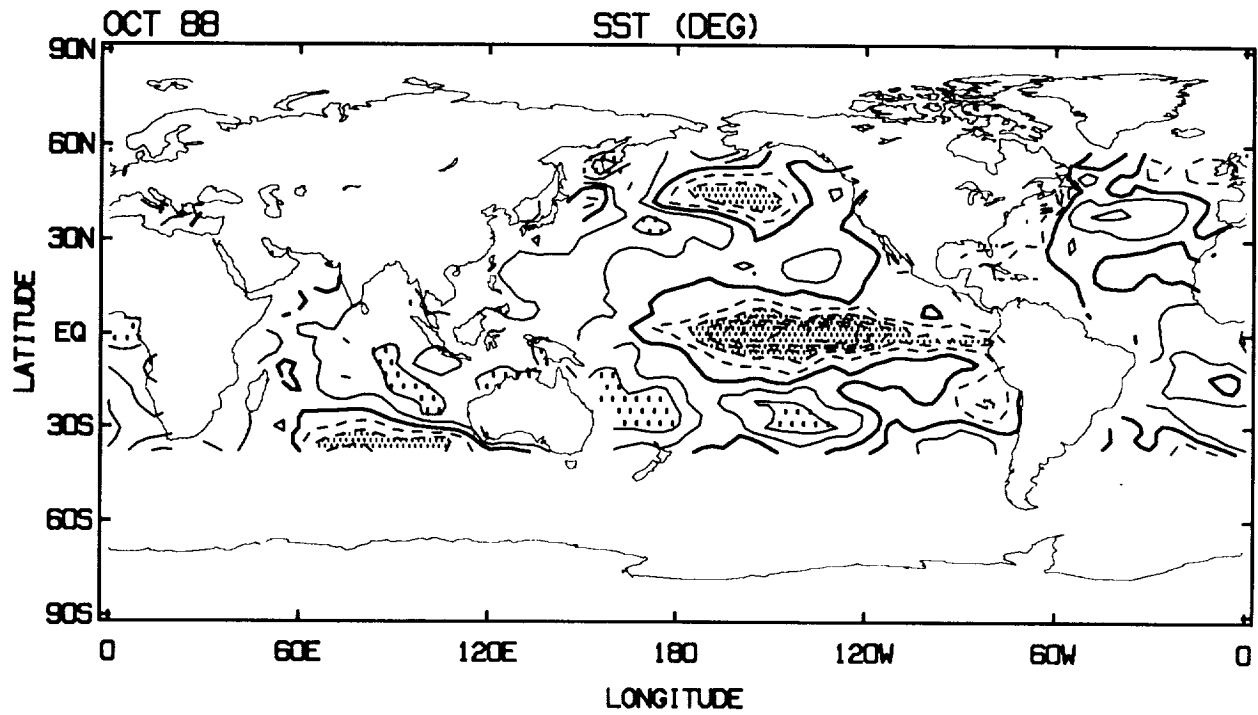 OCT 88 SST (DEG)
90N
60N
30N
EQ
30S
60S
90S
LATITUDE
0 60E 120E 180 120W 60W 0
LONGITUDE